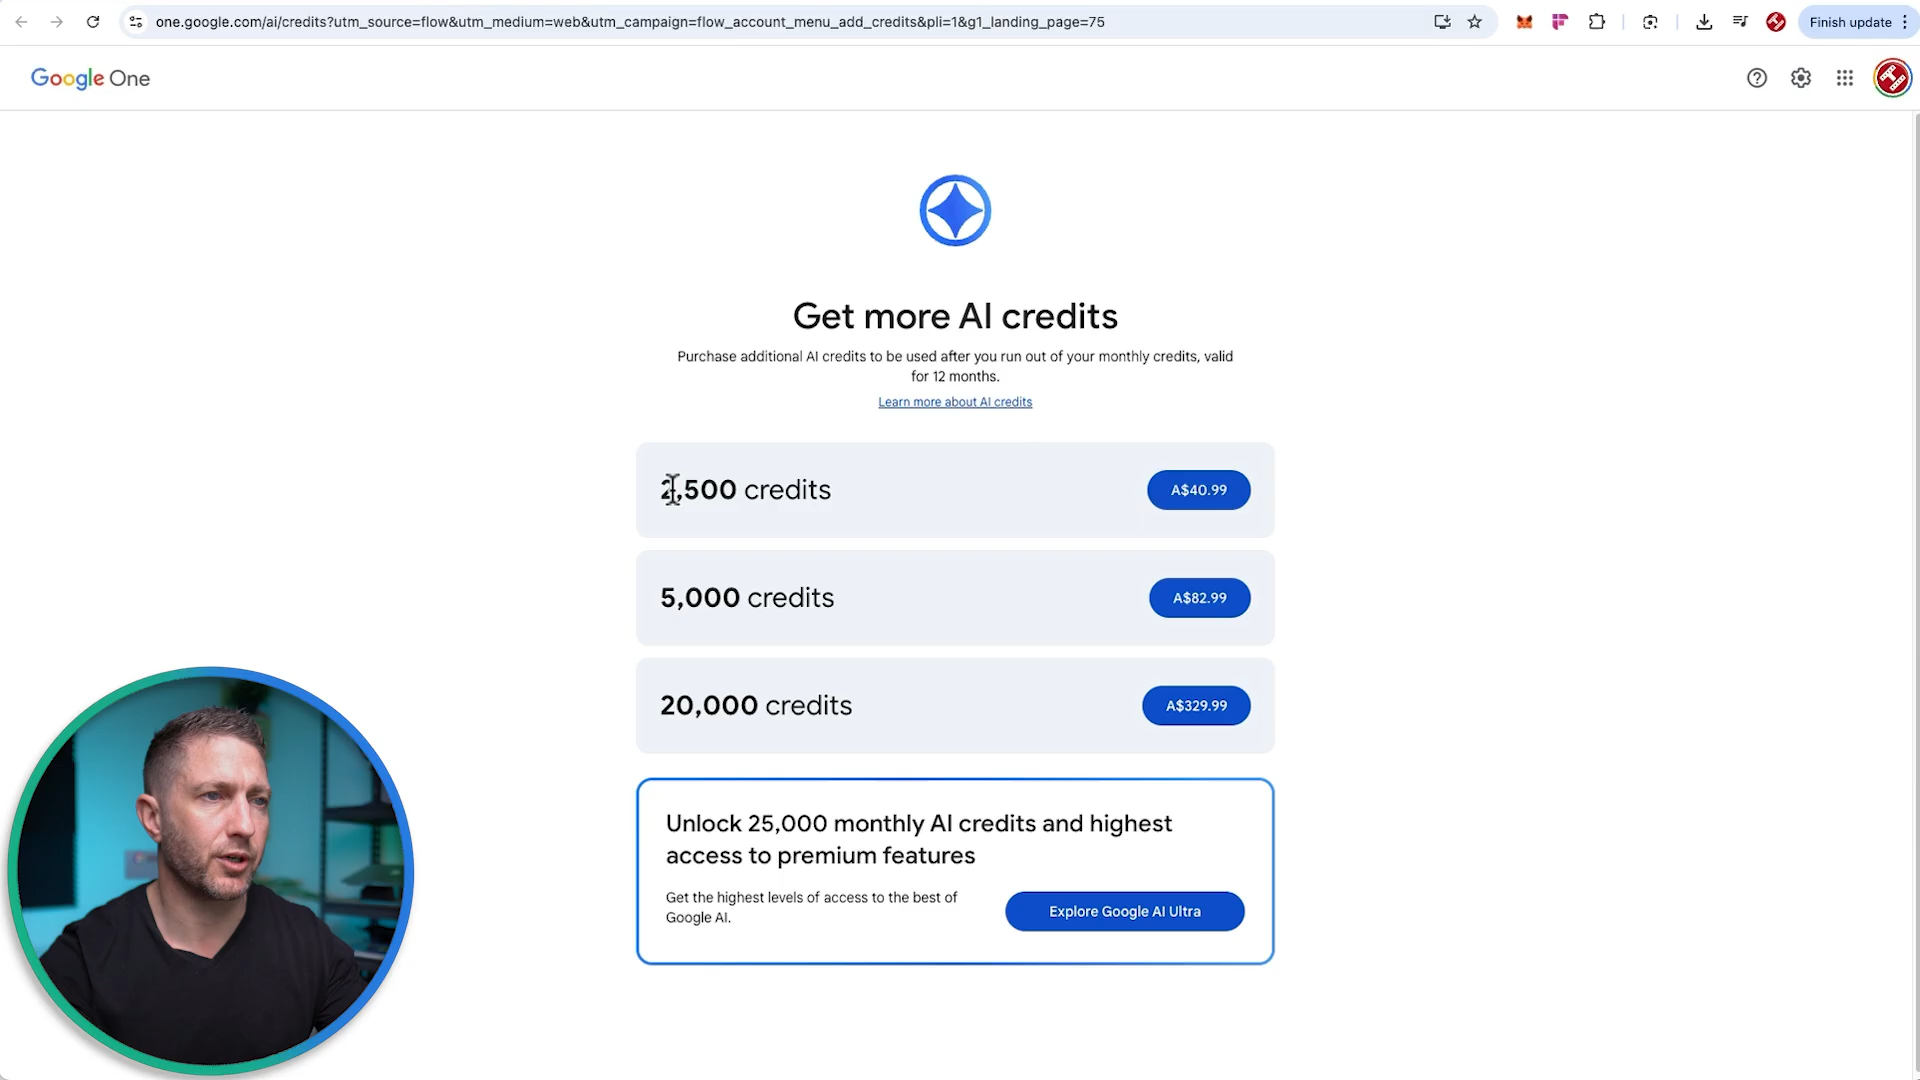 one.google.com/ai/credits?utm_source=flow&utm_medium=web&utm_campaign=flow_account_menu_add_credits&pli=1&g1_landing_page=75
Finish update
Google One
Get more AI credits
Purchase additional AI credits to be used after you run out of your monthly credits, valid
for 12 months.
Learn more about AI credits
2,500 credits
A$40.99
5,000 credits
A$82.99
20,000 credits
A$329.99
Unlock 25,000 monthly AI credits and highest
access to premium features
Get the highest levels of access to the best of
Google AI.
Explore Google AI Ultra